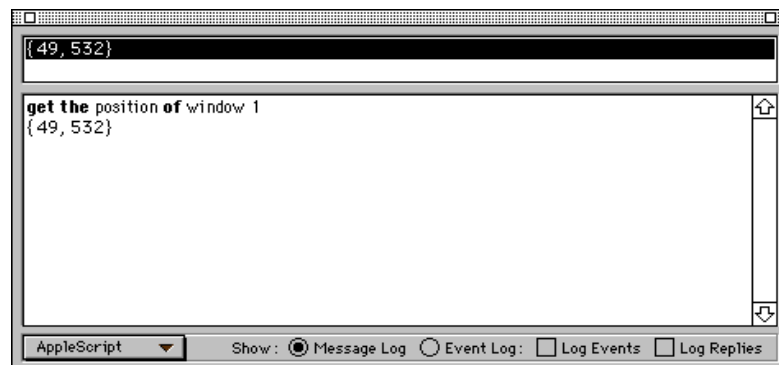 {49, 532}
get the position of window 1
{49, 532}
AppleScript Show: Message Log Event Log: Log Events Log Replies